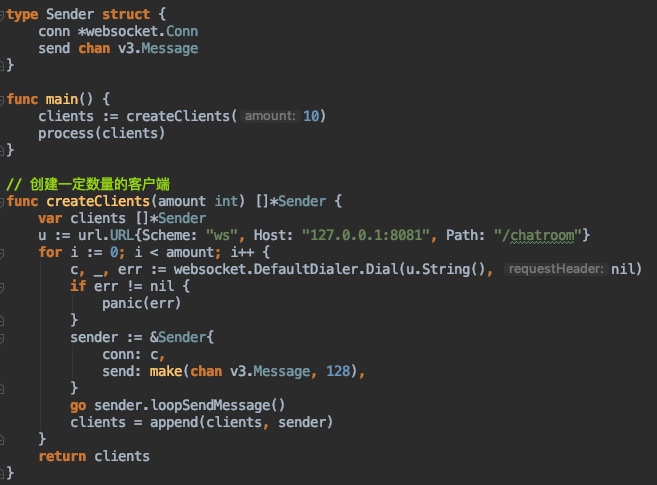 type Sender struct {
    conn *websocket.Conn
    send chan v3.Message
}

func main() {
    clients := createClients( amount: 10)
    process(clients)
}

// 创建一定数量的客户端
func createClients(amount int) []*Sender {
    var clients []*Sender
    u := url.URL{Scheme: "ws", Host: "127.0.0.1:8081", Path: "/chatroom"}
    for i := 0; i < amount; i++ {
        c, _, err := websocket.DefaultDialer.Dial(u.String(), requestHeader: nil)
        if err != nil {
            panic(err)
        }
        sender := &Sender{
            conn: c,
            send: make(chan v3.Message, 128),
        }
        go sender.loopSendMessage()
        clients = append(clients, sender)
    }
    return clients
}